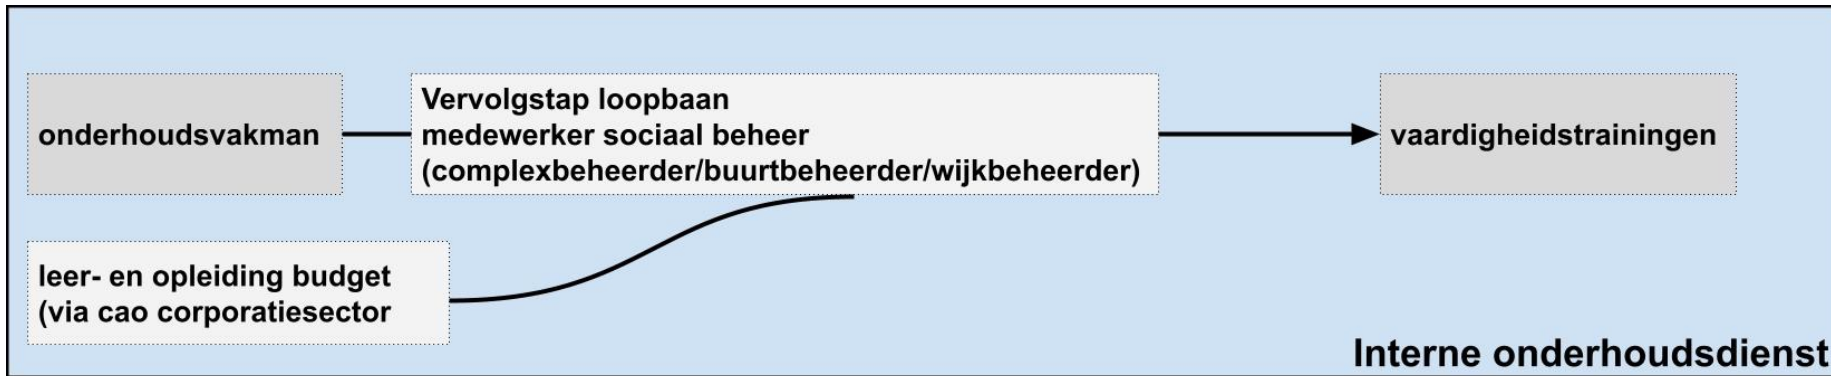 onderhoudsvakman
Vervolgstap loopbaan
medewerker sociaal beheer
(complexbeheerder/buurtbeheerder/wijkbeheerder)
vaardigheidstrainingen
leer- en opleiding budget
(via cao corporatiesector
Interne onderhoudsdienst